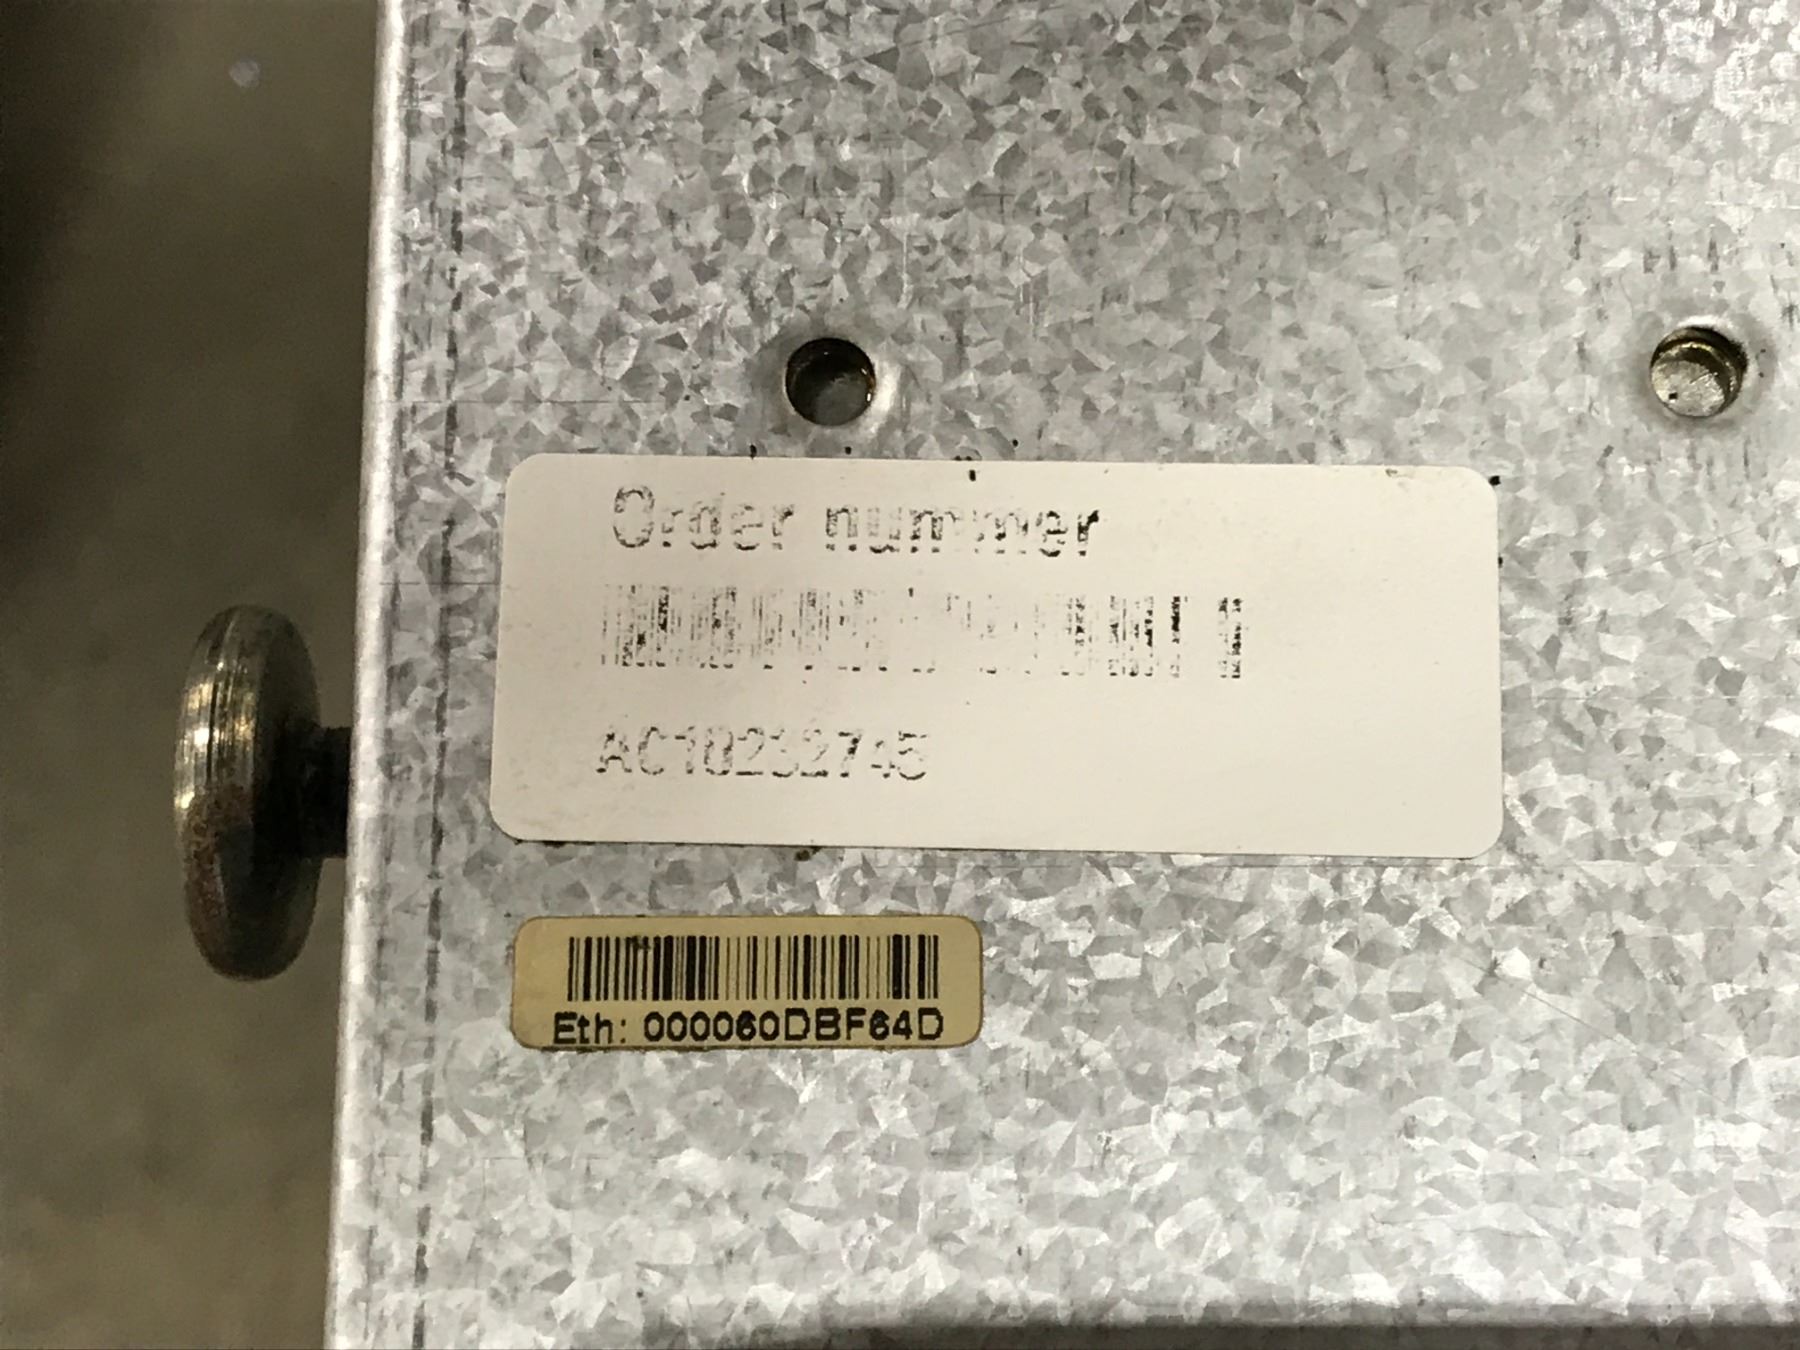 Order nummer
AC10232745
Eth: 000060DBF64D